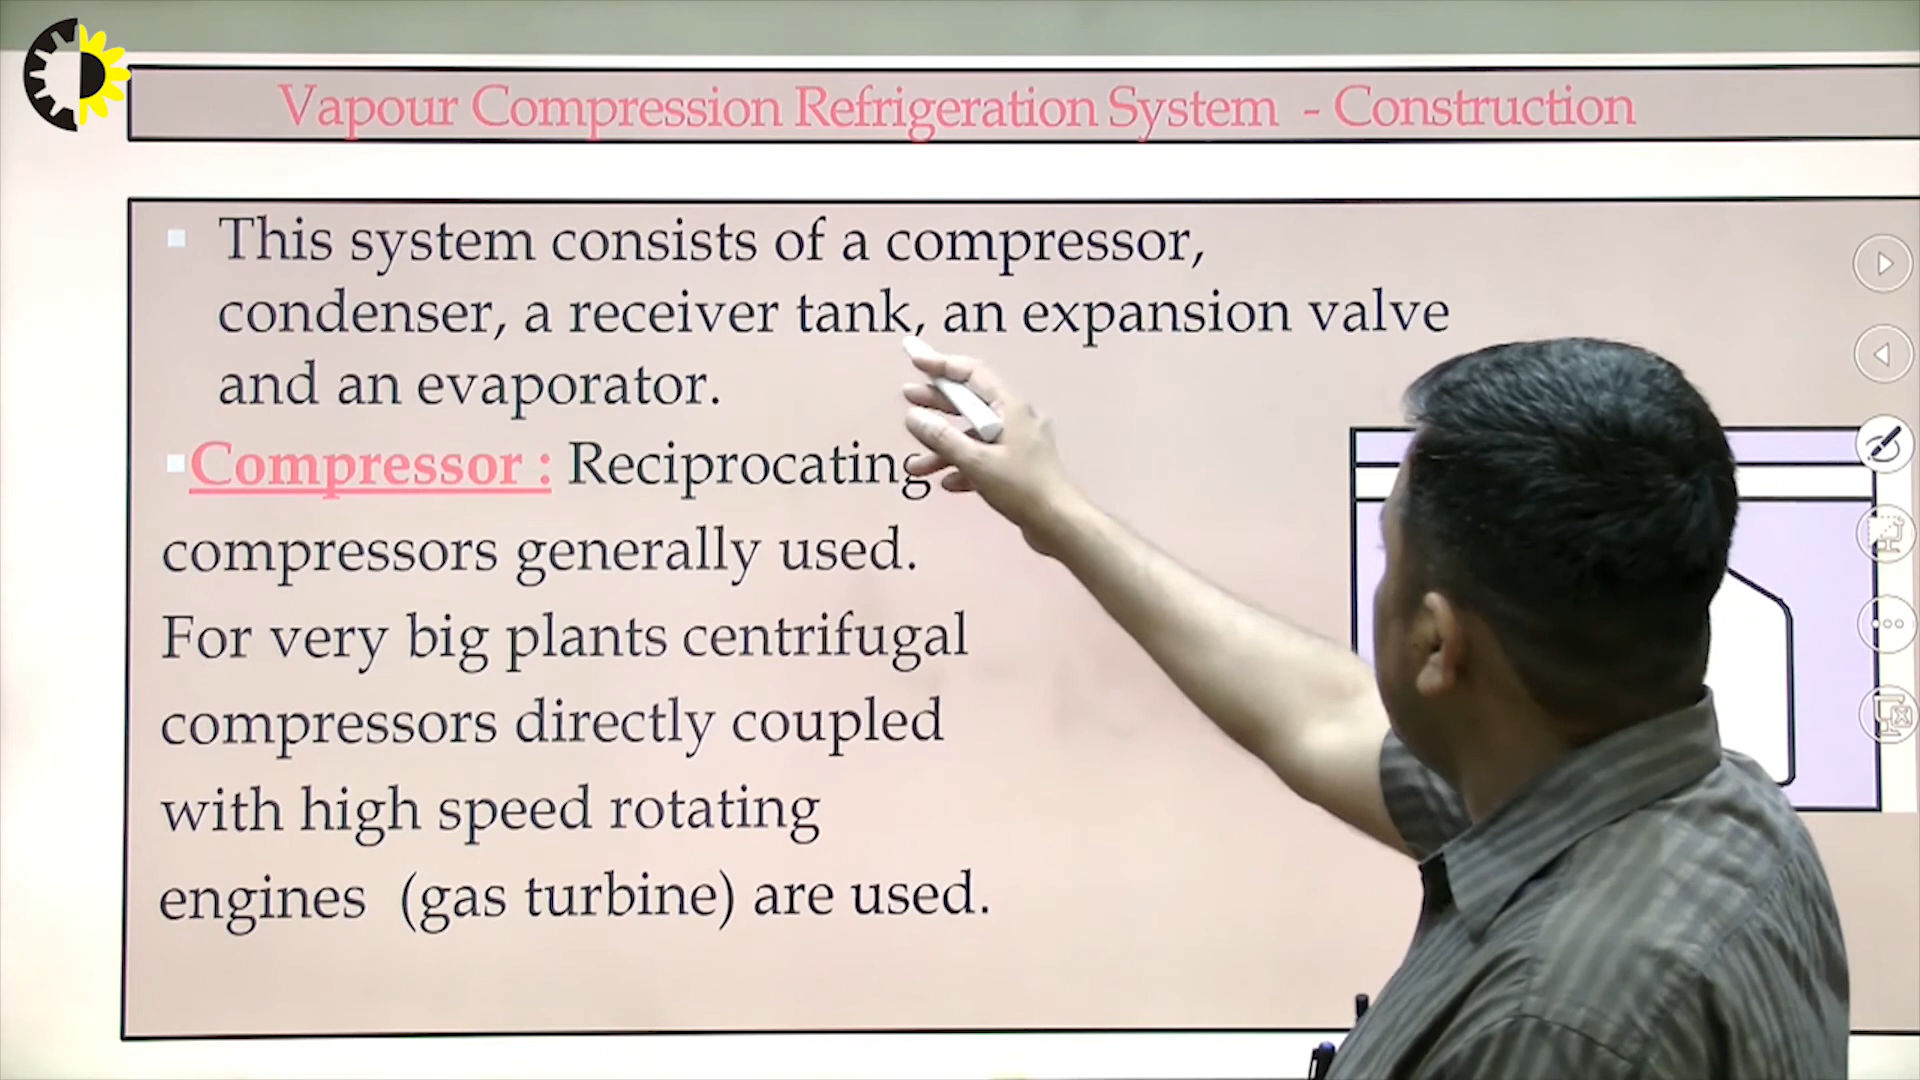 Vapour Compression Refrigeration System - Construction
This system consists of a compressor,
condenser, a receiver tank, an expansion valve
and an evaporator.
Compressor : Reciprocating
compressors generally used.
For very big plants centrifugal
compressors directly coupled
with high speed rotating
engines (gas turbine) are used.